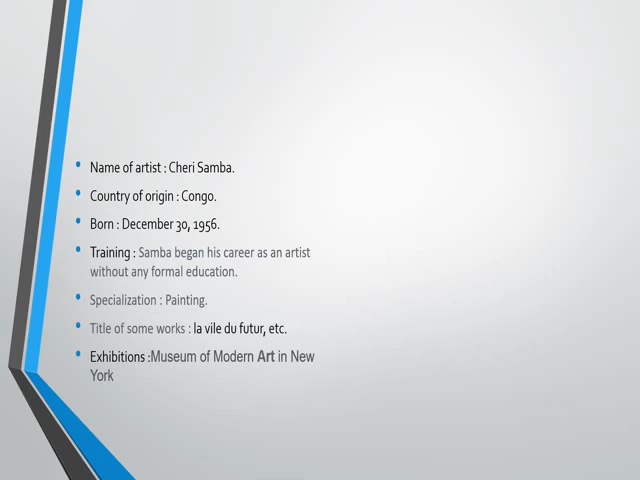 Name of artist : Cheri Samba.
Country of origin : Congo.
Born : December 30, 1956.
Training : Samba began his career as an artist
without any formal education.
Specialization : Painting.
Title of some works : la vile du futur, etc.
Exhibitions :Museum of Modern Art in New
York